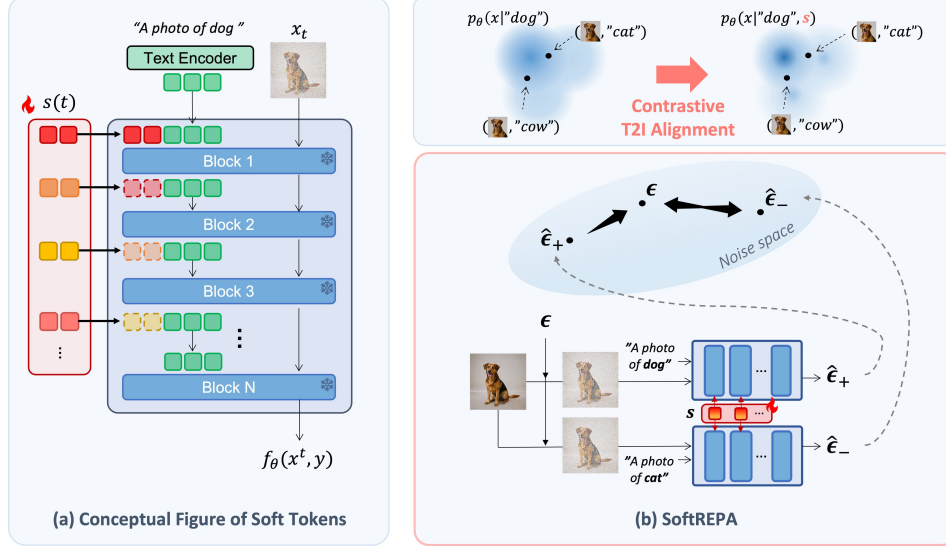 "A photo of dog"
x_t
Text Encoder
s(t)
Block 1
Block 2
Block 3
⋮
⋮
Block N
f_θ(x^t, y)
(a) Conceptual Figure of Soft Tokens
p_θ(x|"dog")
( ,"cat")
( ,"cow")
Contrastive
T2I Alignment
p_θ(x|"dog", s)
( ,"cat")
( ,"cow")
ϵ
ϵ̂_+
ϵ̂_−
Noise space
ϵ
"A photo
of dog"
...
ϵ̂_+
s
...
...
ϵ̂_−
"A photo
of cat"
(b) SoftREPA